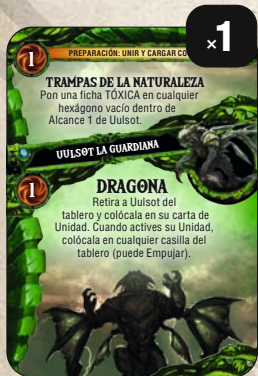 ×1
1
PREPARACIÓN: UNIR Y CARGAR
TRAMPAS DE LA NATURALEZA
Pon una ficha TÓXICA en cualquier
hexágono vacío dentro de
Alcance 1 de Uulsot.
UULSOT LA GUARDIANA
1
DRAGONA
Retira a Uulsot del
tablero y colócala en su carta de
Unidad. Cuando actives su Unidad,
colócala en cualquier casilla del
tablero (puede Empujar).